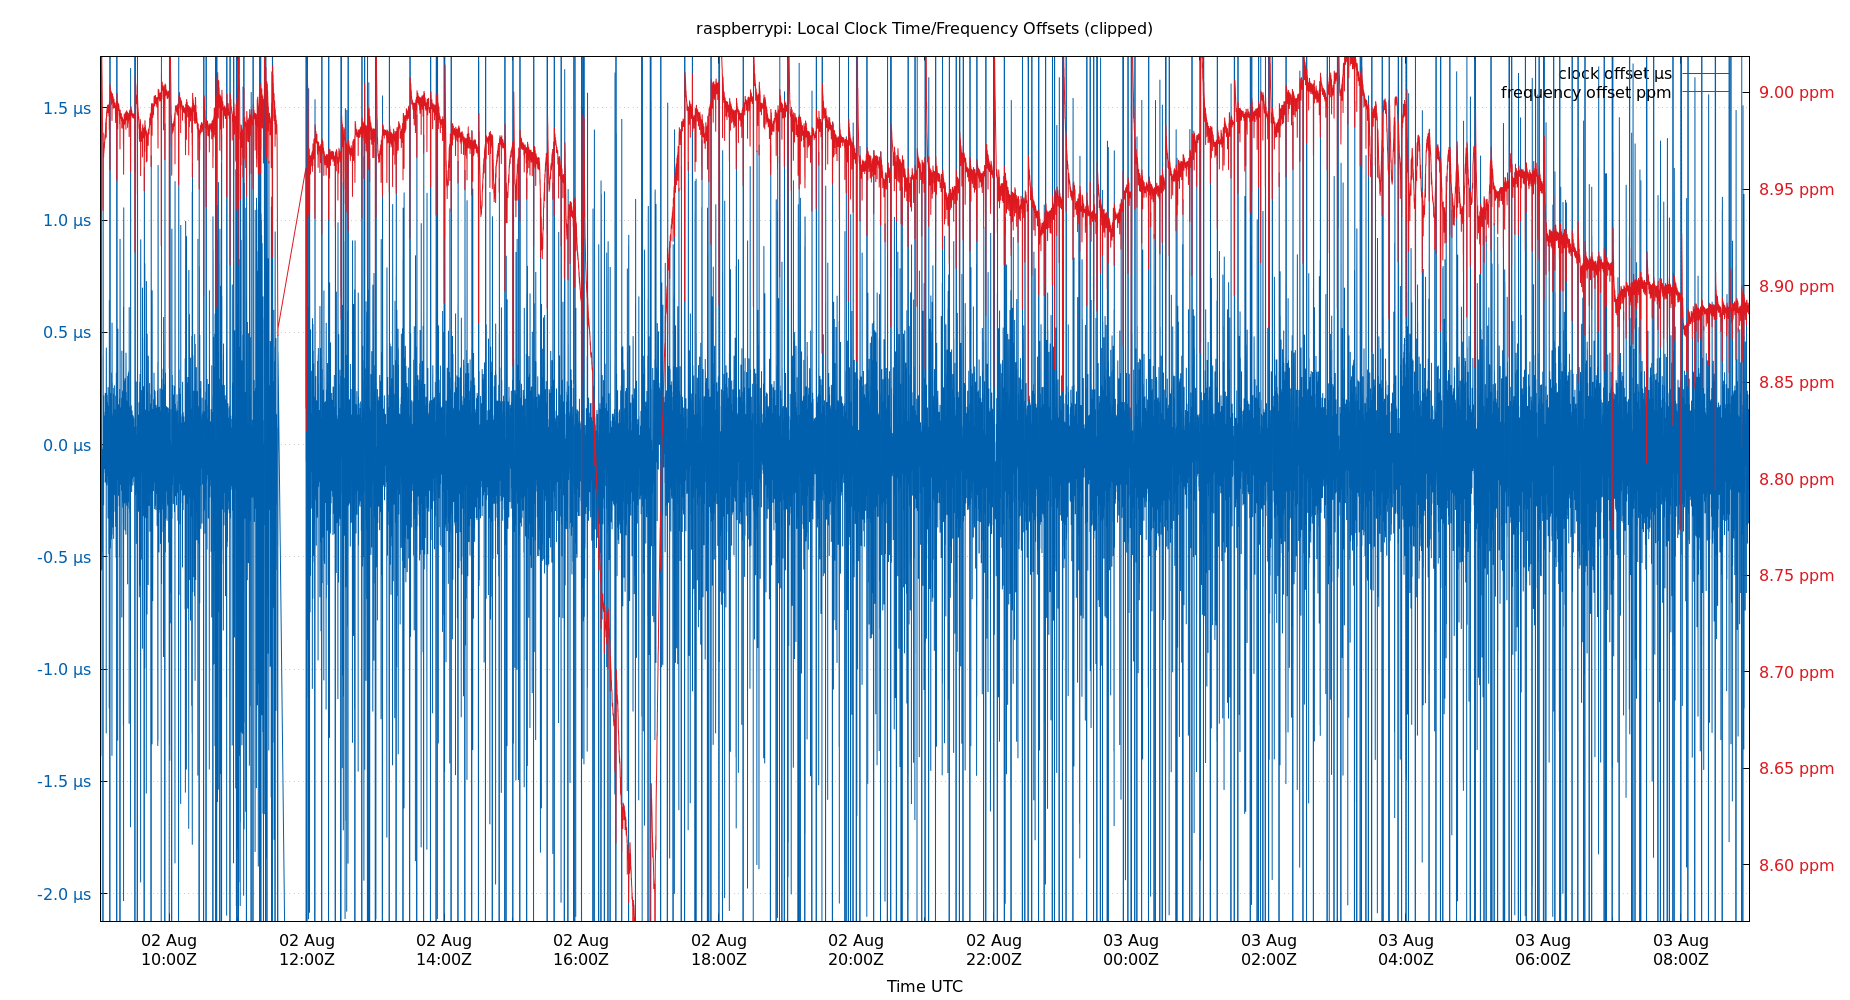 raspberrypi: Local Clock Time/Frequency Offsets (clipped)
clock offset µs
frequency offset ppm
1.5 µs
1.0 µs
0.5 µs
0.0 µs
-0.5 µs
-1.0 µs
-1.5 µs
-2.0 µs
9.00 ppm
8.95 ppm
8.90 ppm
8.85 ppm
8.80 ppm
8.75 ppm
8.70 ppm
8.65 ppm
8.60 ppm
02 Aug 02 Aug 02 Aug 02 Aug 02 Aug 02 Aug 02 Aug 03 Aug 03 Aug 03 Aug 03 Aug 03 Aug
10:00Z 12:00Z 14:00Z 16:00Z 18:00Z 20:00Z 22:00Z 00:00Z 02:00Z 04:00Z 06:00Z 08:00Z
Time UTC